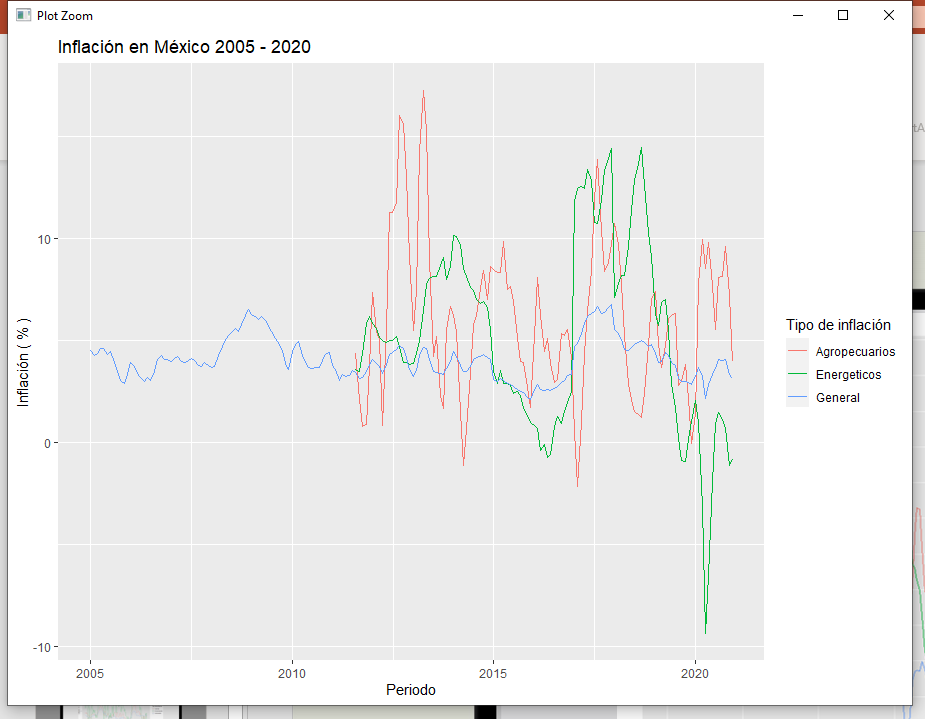 Plot Zoom
Inflación en México 2005 - 2020
Inflación ( % )
10
0
-10
2005
2010
2015
2020
Periodo
Tipo de inflación
Agropecuarios
Energeticos
General
tA